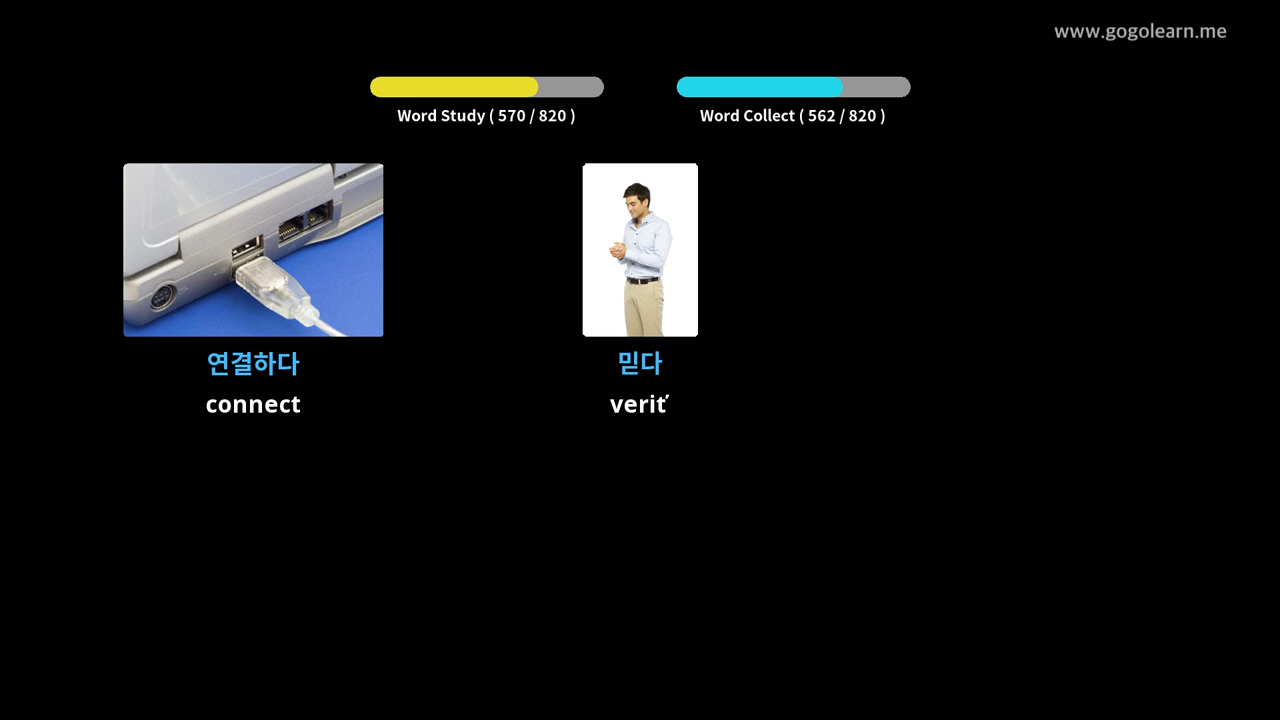 www.gogolearn.me
Word Study ( 570 / 820 )
Word Collect ( 562 / 820 )
연결하다
connect
믿다
veriť